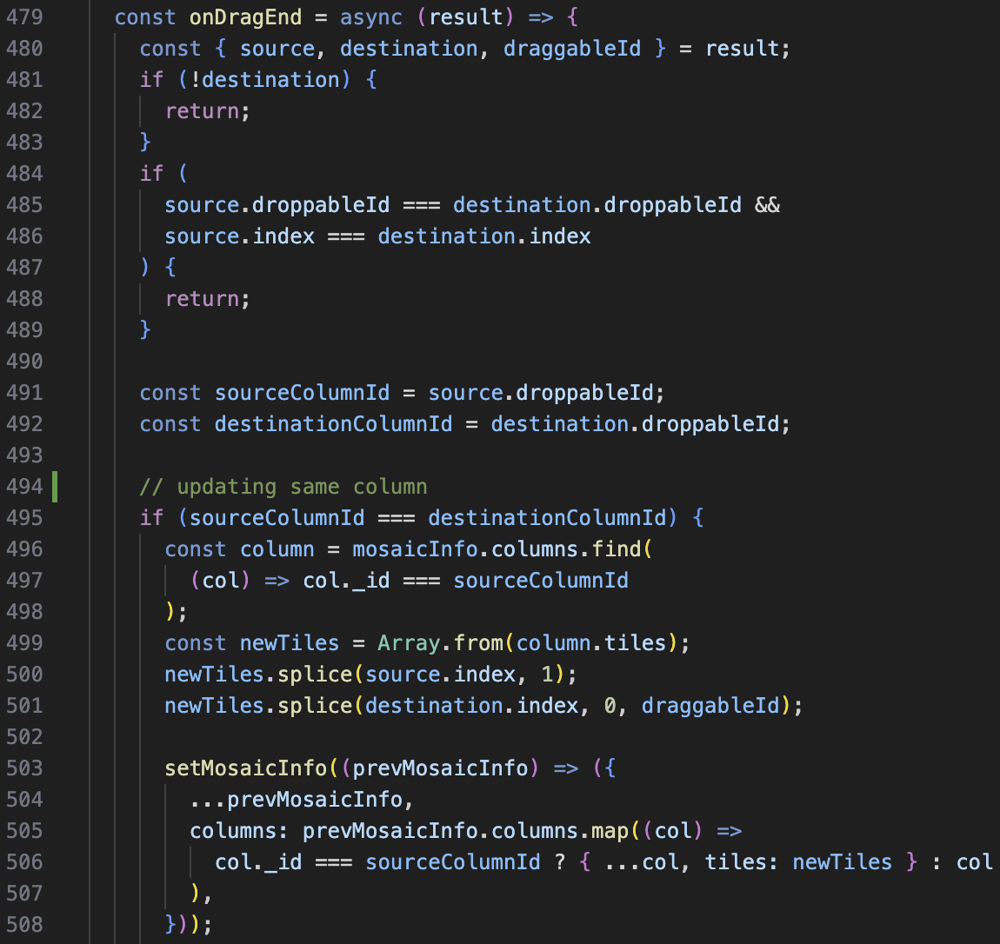 479 const onDragEnd = async (result) => {
480 const { source, destination, draggableId } = result;
481 if (!destination) {
482 return;
483 }
484 if (
485 source.droppableId === destination.droppableId &&
486 source.index === destination.index
487 ) {
488 return;
489 }
490
491 const sourceColumnId = source.droppableId;
492 const destinationColumnId = destination.droppableId;
493
494 // updating same column
495 if (sourceColumnId === destinationColumnId) {
496 const column = mosaicInfo.columns.find(
497 (col) => col._id === sourceColumnId
498 );
499 const newTiles = Array.from(column.tiles);
500 newTiles.splice(source.index, 1);
501 newTiles.splice(destination.index, 0, draggableId);
502
503 setMosaicInfo((prevMosaicInfo) => ({
504 ...prevMosaicInfo,
505 columns: prevMosaicInfo.columns.map((col) =>
506 col._id === sourceColumnId ? { ...col, tiles: newTiles } : col
507 ),
508 }));